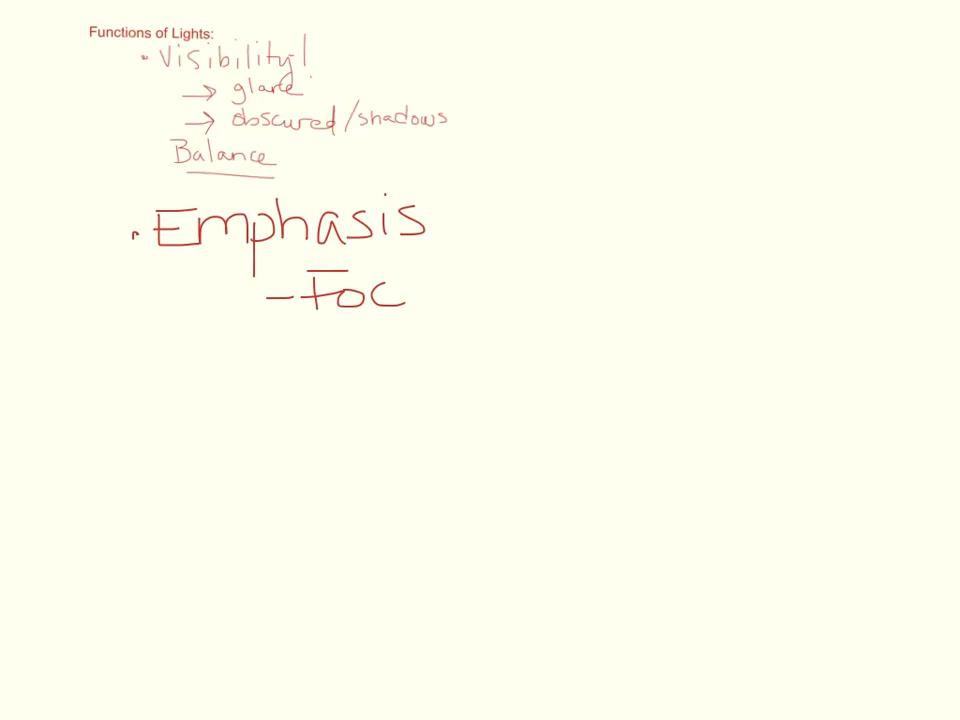 Functions of Lights:
• Visibility!
→ glare
→ obscured/shadows
Balance
• Emphasis
- Foc